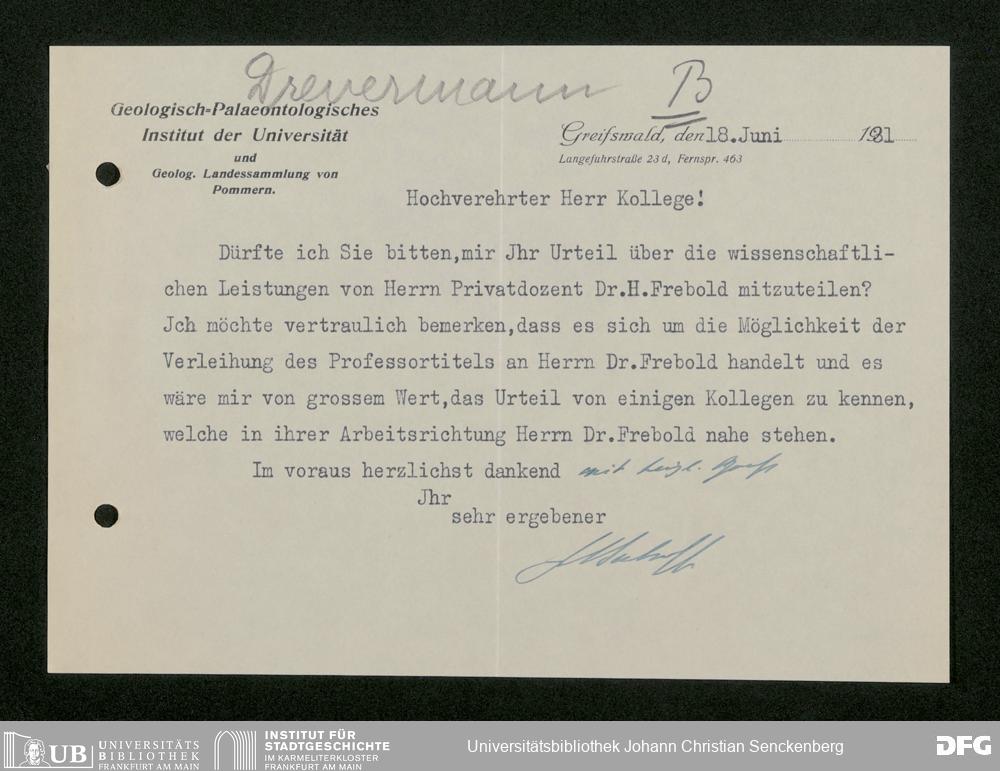 Drevermann
B
Geologisch=Palaeontologisches
Institut der Universität
und
Geolog. Landessammlung von
Pommern.
Greifswald, den 18.Juni 1931
Langefuhrstraße 23 d, Fernspr. 463
Hochverehrter Herr Kollege!
Dürfte ich Sie bitten,mir Jhr Urteil über die wissenschaftli-
chen Leistungen von Herrn Privatdozent Dr.H.Frebold mitzuteilen?
Jch möchte vertraulich bemerken,dass es sich um die Möglichkeit der
Verleihung des Professortitels an Herrn Dr.Frebold handelt und es
wäre mir von grossem Wert,das Urteil von einigen Kollegen zu kennen,
welche in ihrer Arbeitsrichtung Herrn Dr.Frebold nahe stehen.
Im voraus herzlichst dankend mit
Jhr
sehr ergebener
UB UNIVERSITÄTS
BIBLIOTHEK
FRANKFURT AM MAIN
INSTITUT FÜR
STADTGESCHICHTE
IM KARMELITERKLOSTER
FRANKFURT AM MAIN
Universitätsbibliothek Johann Christian Senckenberg
DFG